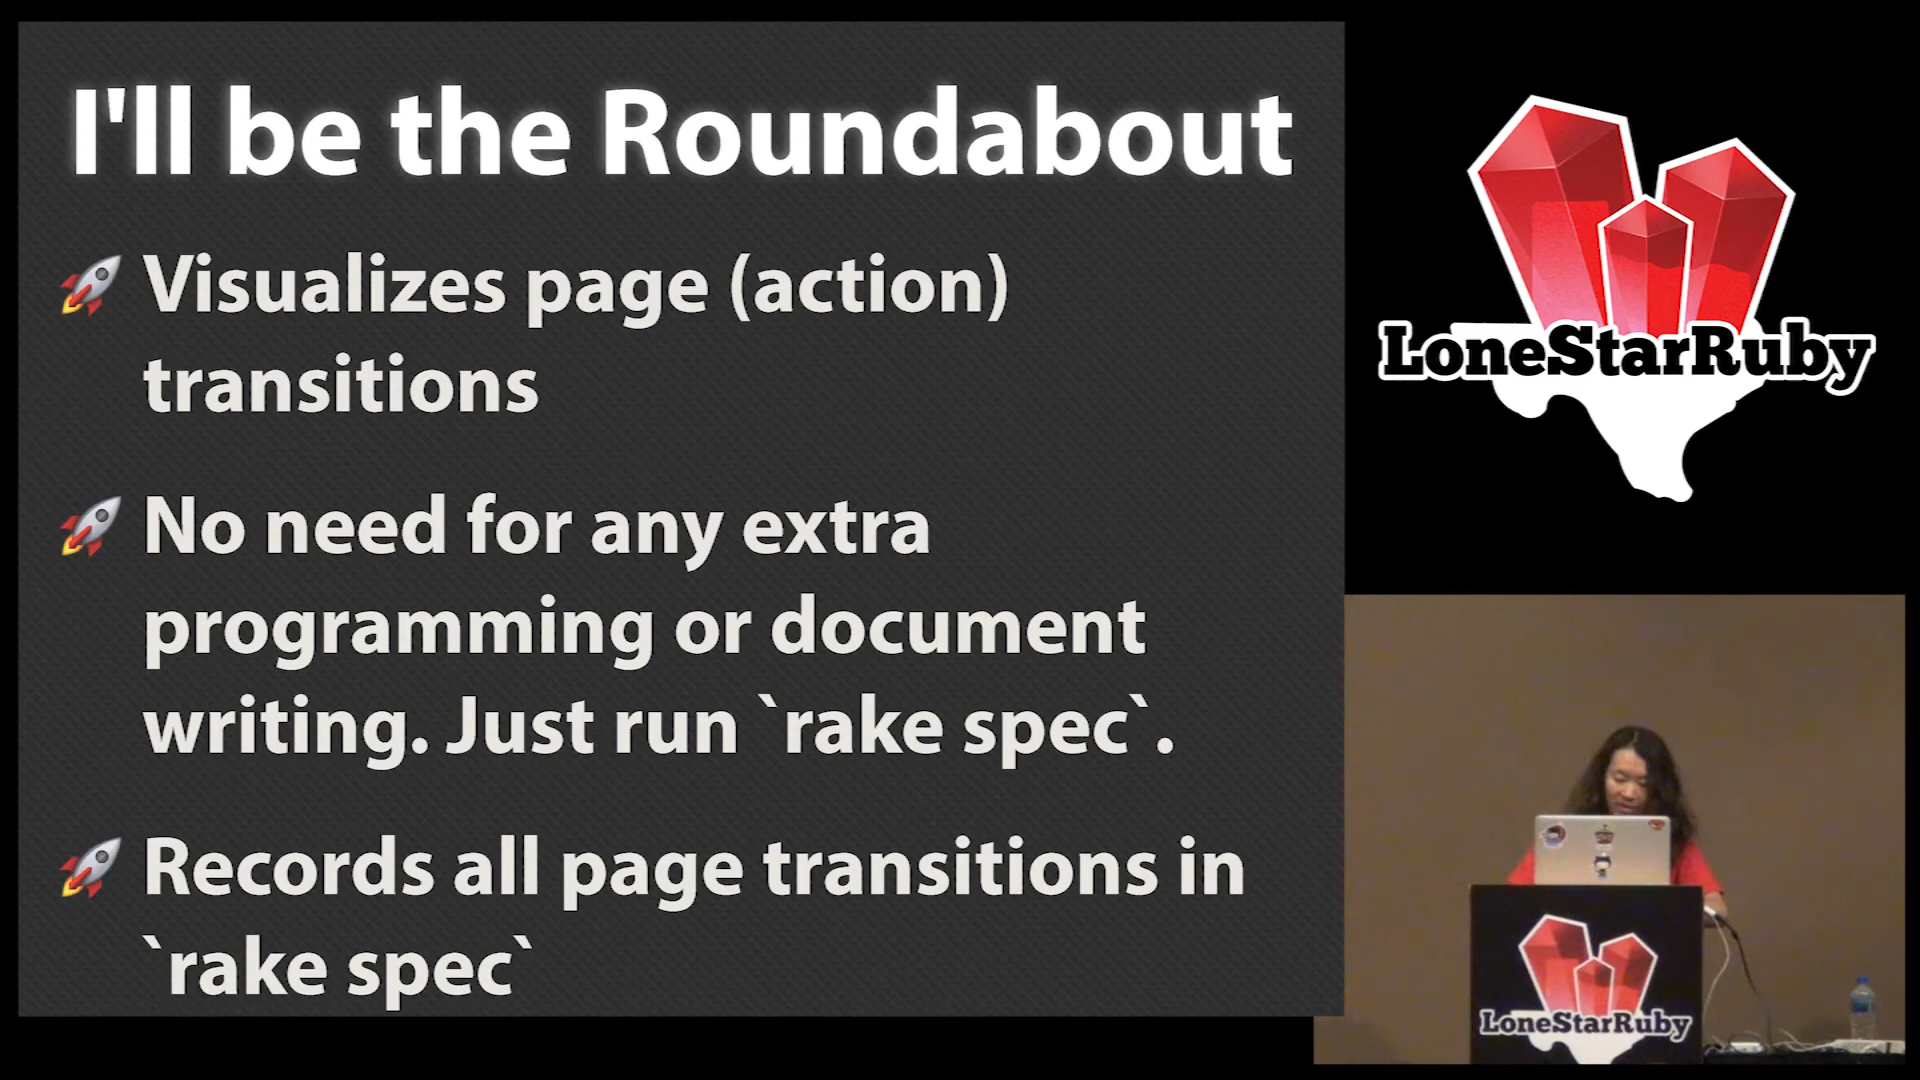 I'll be the Roundabout
Visualizes page (action)
transitions
No need for any extra
programming or document
writing. Just run `rake spec`.
Records all page transitions in
`rake spec`
LoneStarRuby
LoneStarRuby